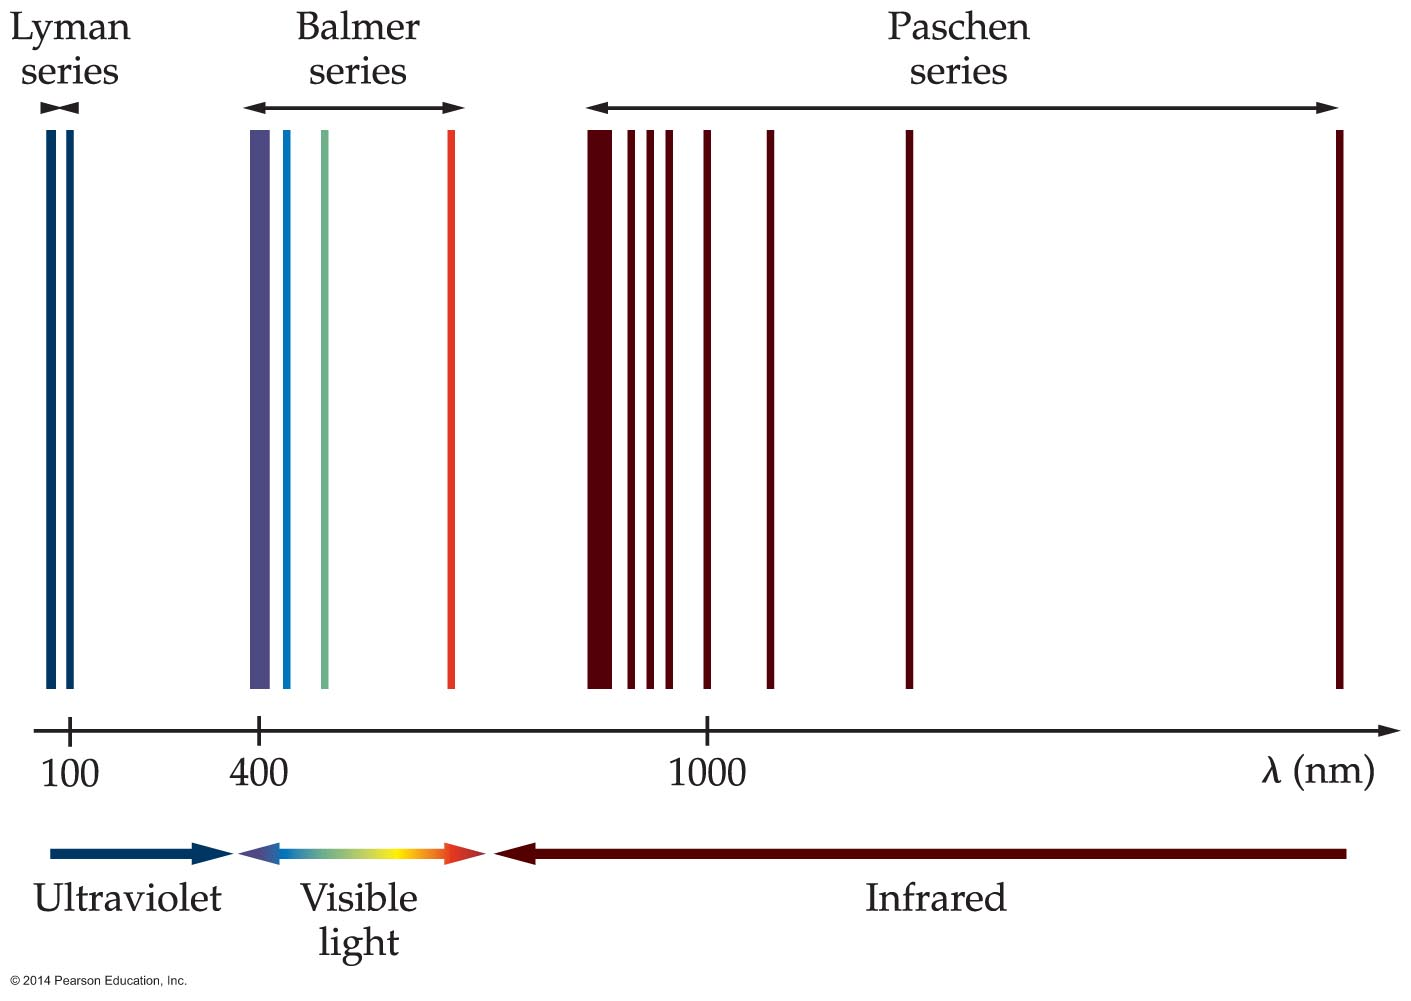 Lyman
series
Balmer
series
Paschen
series
100
400
1000
λ (nm)
Ultraviolet
Visible
light
Infrared
© 2014 Pearson Education, Inc.